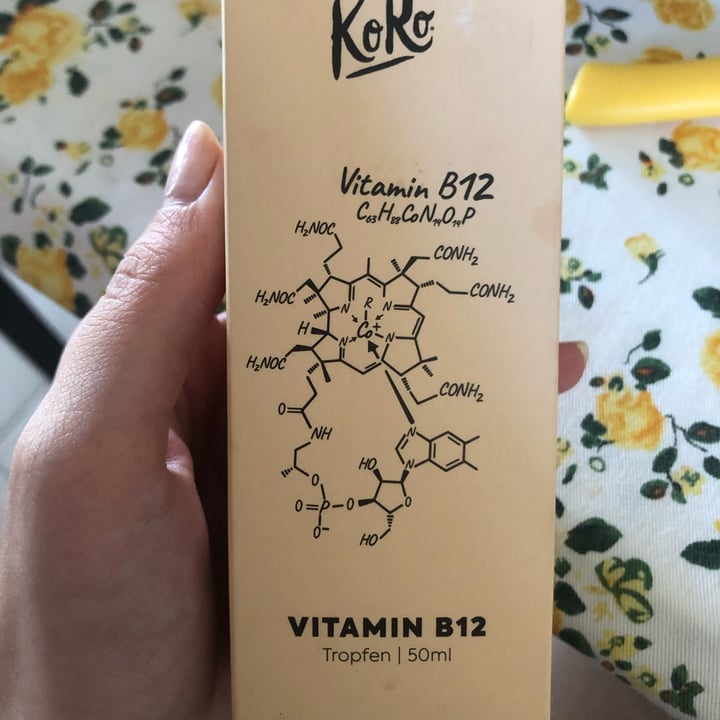 KoRo
Vitamin B12
C₆₃H₈₈CoN₁₄O₁₄P
H₂NOC
CONH₂
H₂NOC
CONH₂
R
N
N
H
Co⁺
N
N
H₂NOC
CONH₂
O
NH
N
HO
N
O
O=P-O
O
O⁻
HO
VITAMIN B12
Tropfen | 50ml